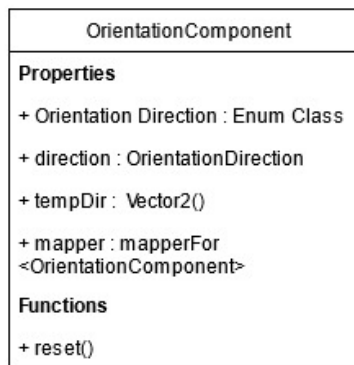 OrientationComponent
Properties
+ Orientation Direction : Enum Class
+ direction : OrientationDirection
+ tempDir :  Vector2()
+ mapper : mapperFor
<OrientationComponent>
Functions
+ reset()